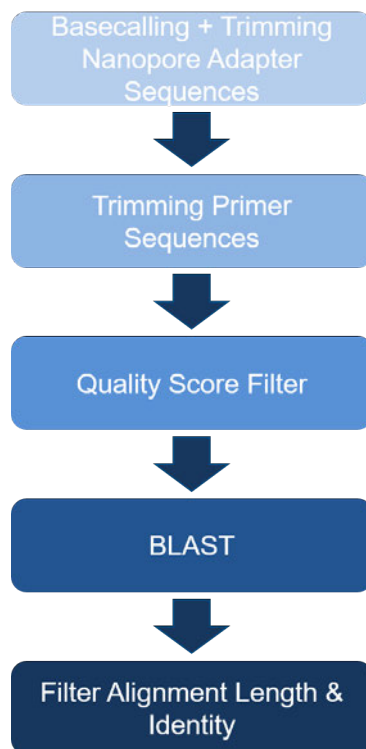 Basecalling + Trimming
Nanopore Adapter
Sequences
Trimming Primer
Sequences
Quality Score Filter
BLAST
Filter Alignment Length &
Identity